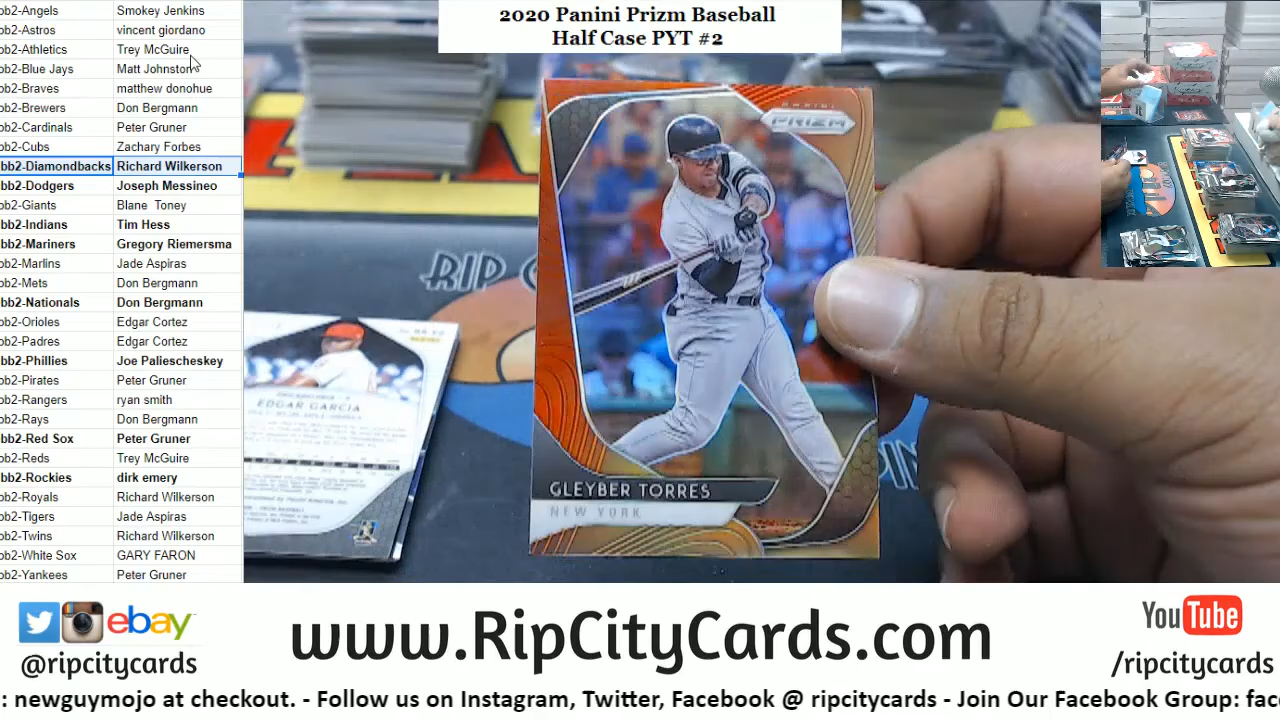 bb2-Angels Smokey Jenkins
bb2-Astros vincent giordano
bb2-Athletics Trey McGuire
bb2-Blue Jays Matt Johnston
bb2-Braves matthew donohue
bb2-Brewers Don Bergmann
bb2-Cardinals Peter Gruner
bb2-Cubs Zachary Forbes
bb2-Diamondbacks Richard Wilkerson
bb2-Dodgers Joseph Messineo
bb2-Giants Blane Toney
bb2-Indians Tim Hess
bb2-Mariners Gregory Riemersma
bb2-Marlins Jade Aspiras
bb2-Mets Don Bergmann
bb2-Nationals Don Bergmann
bb2-Orioles Edgar Cortez
bb2-Padres Edgar Cortez
bb2-Phillies Joe Paliescheskey
bb2-Pirates Peter Gruner
bb2-Rangers ryan smith
bb2-Rays Don Bergmann
bb2-Red Sox Peter Gruner
bb2-Reds Trey McGuire
bb2-Rockies dirk emery
bb2-Royals Richard Wilkerson
bb2-Tigers Jade Aspiras
bb2-Twins Richard Wilkerson
bb2-White Sox GARY FARON
bb2-Yankees Peter Gruner
2020 Panini Prizm Baseball
Half Case PYT #2
PANINI
PRIZM
RIP
EDGAR GARCIA
GLEYBER TORRES
NEW YORK
ebay
@ripcitycards
www.RipCityCards.com
YouTube
/ripcitycards
: newguymojo at checkout. - Follow us on Instagram, Twitter, Facebook @ ripcitycards - Join Our Facebook Group: fac